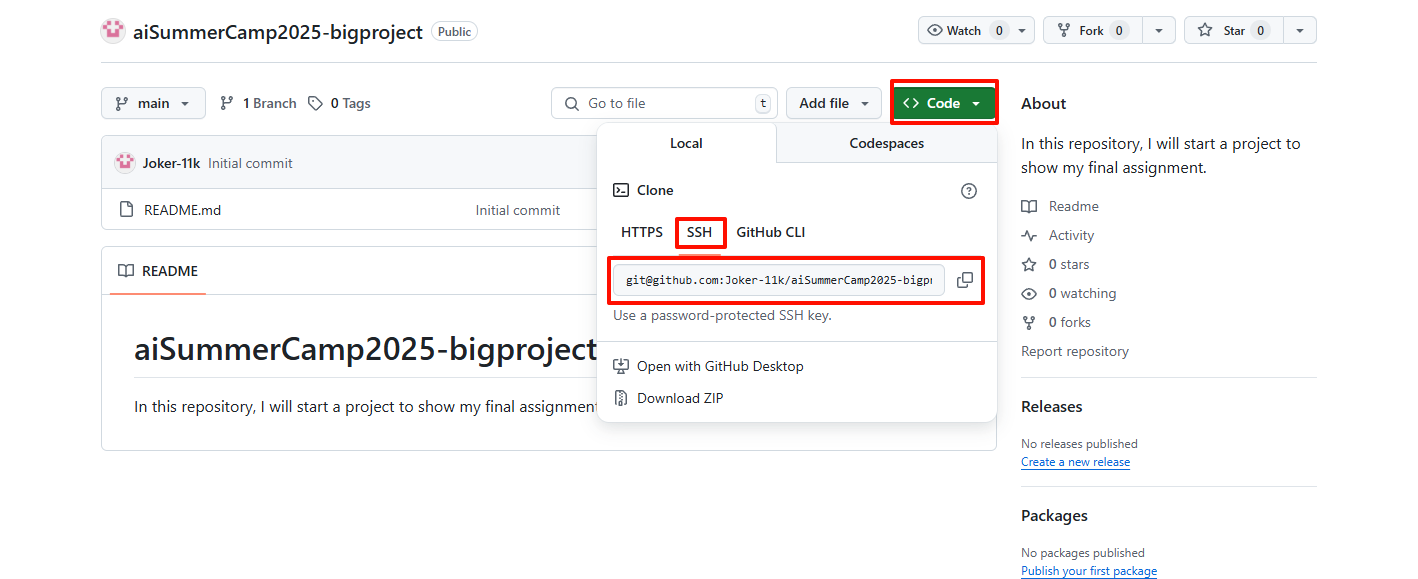 aiSummerCamp2025-bigproject Public
Watch 0
Fork 0
Star 0
main
1 Branch
0 Tags
Go to file t
Add file
Code
Joker-11k Initial commit
README.md Initial commit
README
aiSummerCamp2025-bigproject
In this repository, I will start a project to show my final assignment
Local
Codespaces
Clone
HTTPS
SSH
GitHub CLI
git@github.com:Joker-11k/aiSummerCamp2025-bigp
Use a password-protected SSH key.
Open with GitHub Desktop
Download ZIP
About
In this repository, I will start a project to
show my final assignment.
Readme
Activity
0 stars
0 watching
0 forks
Report repository
Releases
No releases published
Create a new release
Packages
No packages published
Publish your first package